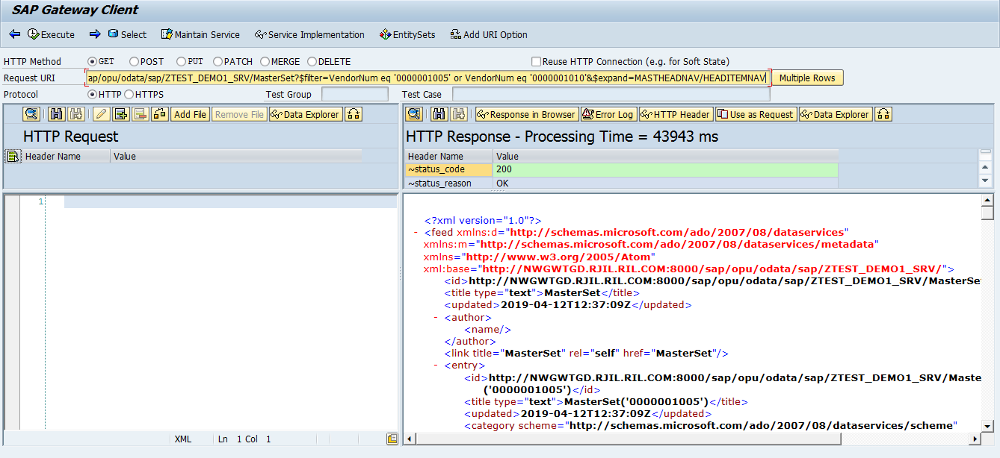 SAP Gateway Client
Execute Select Maintain Service Service Implementation EntitySets Add URI Option
HTTP Method GET POST PUT PATCH MERGE DELETE Reuse HTTP Connection (e.g. for Soft State)
Request URI ap/opu/odata/sap/ZTEST_DEMO1_SRV/MasterSet?$filter=VendorNum eq '0000001005' or VendorNum eq '0000001010'&$expand=MASTHEADNAV/HEADITEMNAV Multiple Rows
Protocol HTTP HTTPS Test Group Test Case
Add File Remove File Data Explorer
HTTP Request
Header Name Value
1
XML Ln 1 Col 1
Response in Browser Error Log HTTP Header Use as Request Data Explorer
HTTP Response - Processing Time = 43943 ms
Header Name Value
~status_code 200
~status_reason OK
<?xml version="1.0"?>
- <feed xmlns:d="http://schemas.microsoft.com/ado/2007/08/dataservices"
xmlns:m="http://schemas.microsoft.com/ado/2007/08/dataservices/metadata"
xmlns="http://www.w3.org/2005/Atom"
xml:base="http://NWGWTGD.RJIL.RIL.COM:8000/sap/opu/odata/sap/ZTEST_DEMO1_SRV/">
<id>http://NWGWTGD.RJIL.RIL.COM:8000/sap/opu/odata/sap/ZTEST_DEMO1_SRV/MasterSe
<title type="text">MasterSet</title>
<updated>2019-04-12T12:37:09Z</updated>
- <author>
<name/>
</author>
<link title="MasterSet" rel="self" href="MasterSet"/>
- <entry>
<id>http://NWGWTGD.RJIL.RIL.COM:8000/sap/opu/odata/sap/ZTEST_DEMO1_SRV/Maste
('0000001005')</id>
<title type="text">MasterSet('0000001005')</title>
<updated>2019-04-12T12:37:09Z</updated>
<category scheme="http://schemas.microsoft.com/ado/2007/08/dataservices/scheme"